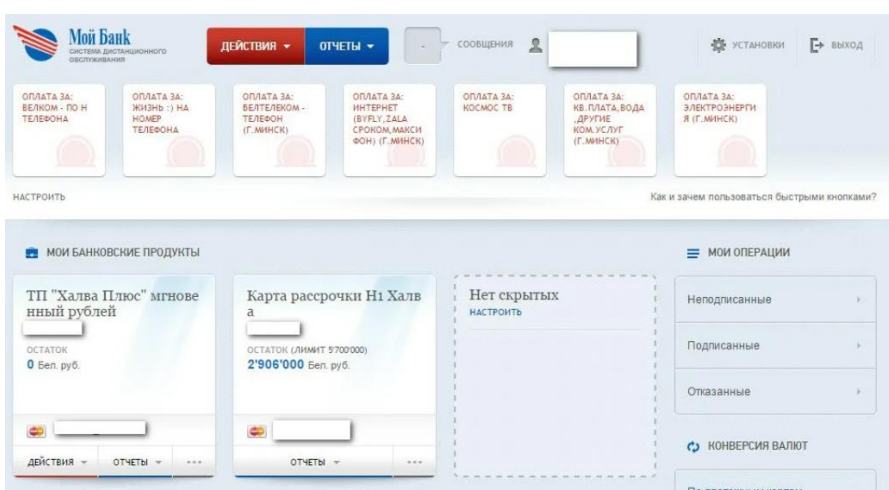 Мой Банк
СИСТЕМА ДИСТАНЦИОННОГО
ОБСЛУЖИВАНИЯ
ДЕЙСТВИЯ
ОТЧЕТЫ
-
СООБЩЕНИЯ
УСТАНОВКИ
ВЫХОД
ОПЛАТА ЗА:
ВЕЛКОМ - ПО Н
ТЕЛЕФОНА
ОПЛАТА ЗА:
ЖИЗНЬ :) НА
НОМЕР
ТЕЛЕФОНА
ОПЛАТА ЗА:
БЕЛТЕЛЕКОМ -
ТЕЛЕФОН
(Г.МИНСК)
ОПЛАТА ЗА:
ИНТЕРНЕТ
(BYFLY,ZALA
СРОКОМ,МАКСИ
ФОН) (Г.МИНСК)
ОПЛАТА ЗА:
КОСМОС ТВ
ОПЛАТА ЗА:
КВ.ПЛАТА,ВОДА
,ДРУГИЕ
КОМ.УСЛУГ
(Г.МИНСК)
ОПЛАТА ЗА:
ЭЛЕКТРОЭНЕРГИ
Я (Г.МИНСК)
НАСТРОИТЬ
Как и зачем пользоваться быстрыми кнопками?
МОИ БАНКОВСКИЕ ПРОДУКТЫ
МОИ ОПЕРАЦИИ
ТП "Халва Плюс" мгнове
нный рублей
ОСТАТОК
0 Бел. руб.
ДЕЙСТВИЯ
ОТЧЕТЫ
Карта рассрочки Н1 Халв
а
ОСТАТОК (ЛИМИТ 5'700'000)
2'906'000 Бел. руб.
ОТЧЕТЫ
Нет скрытых
НАСТРОИТЬ
Неподписанные
Подписанные
Отказанные
КОНВЕРСИЯ ВАЛЮТ